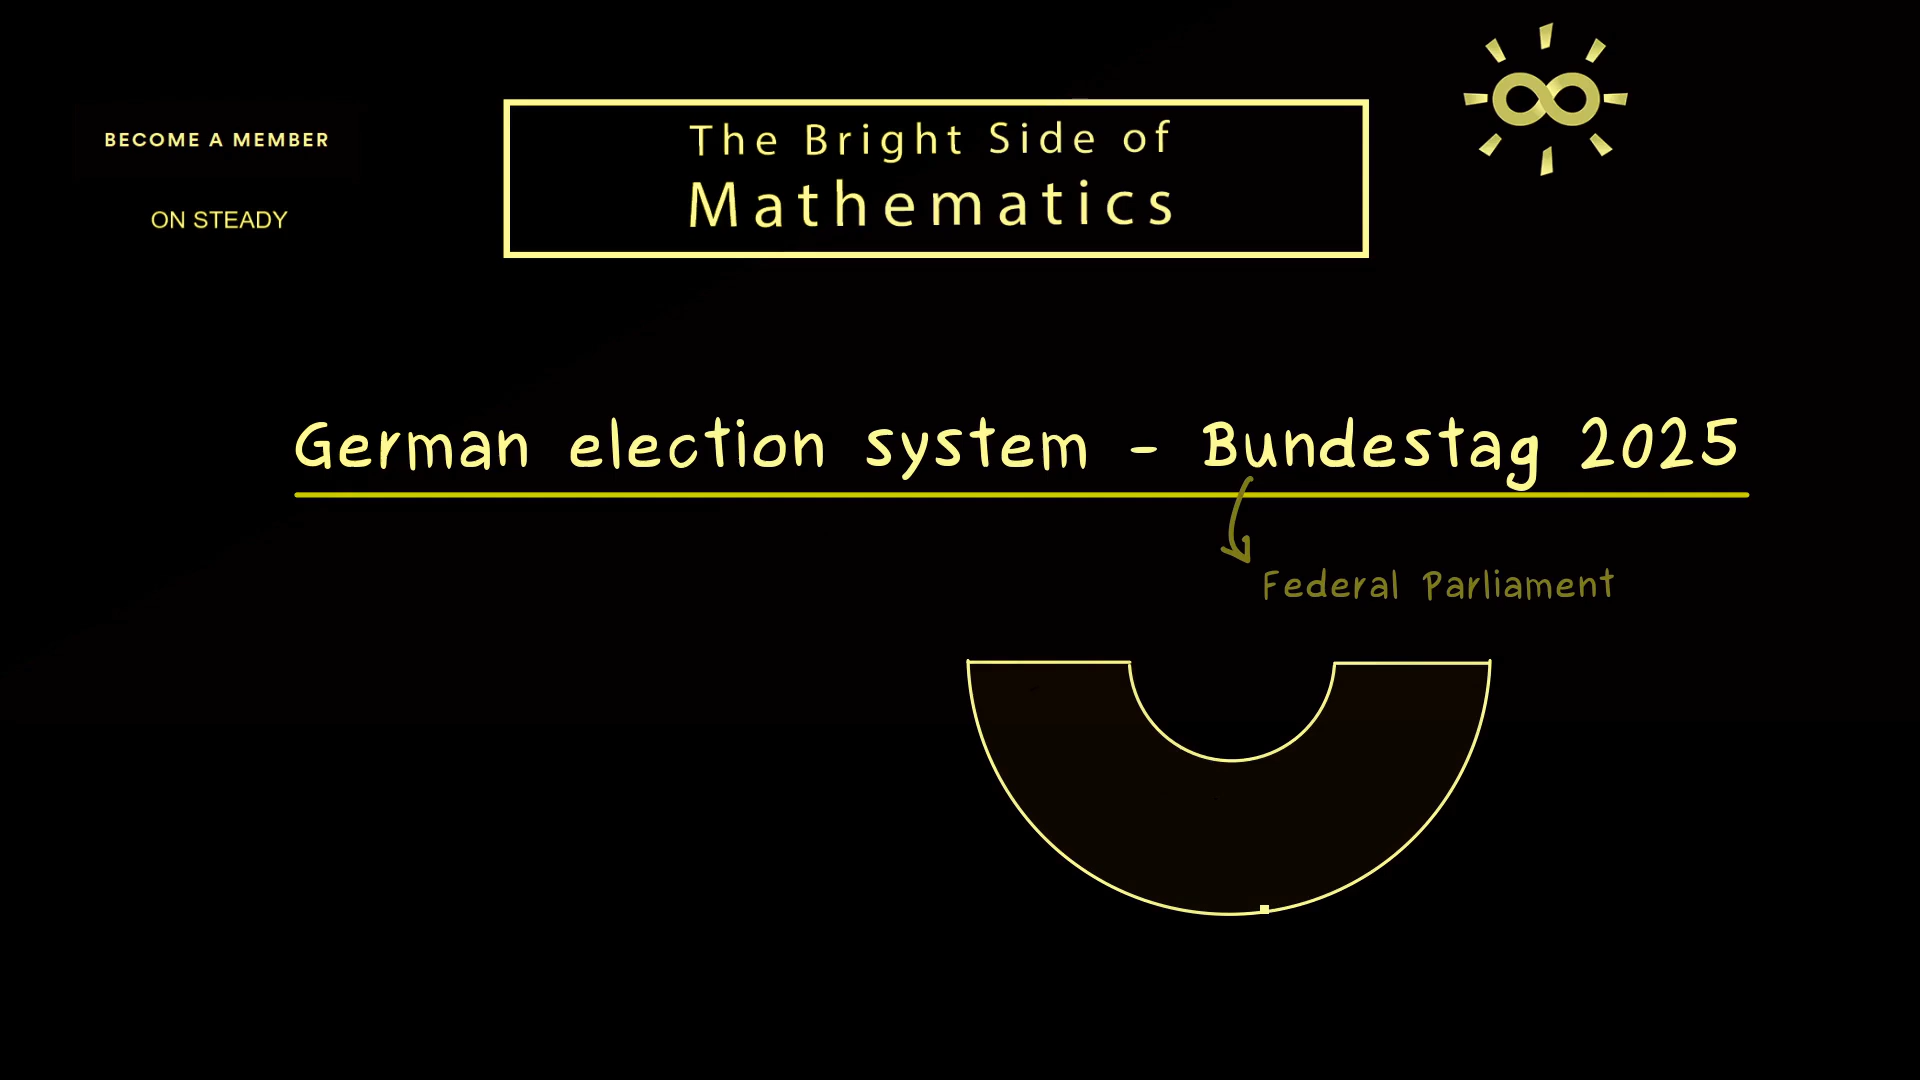 BECOME A MEMBER
ON STEADY
The Bright Side of
Mathematics
German election system - Bundestag 2025
Federal Parliament